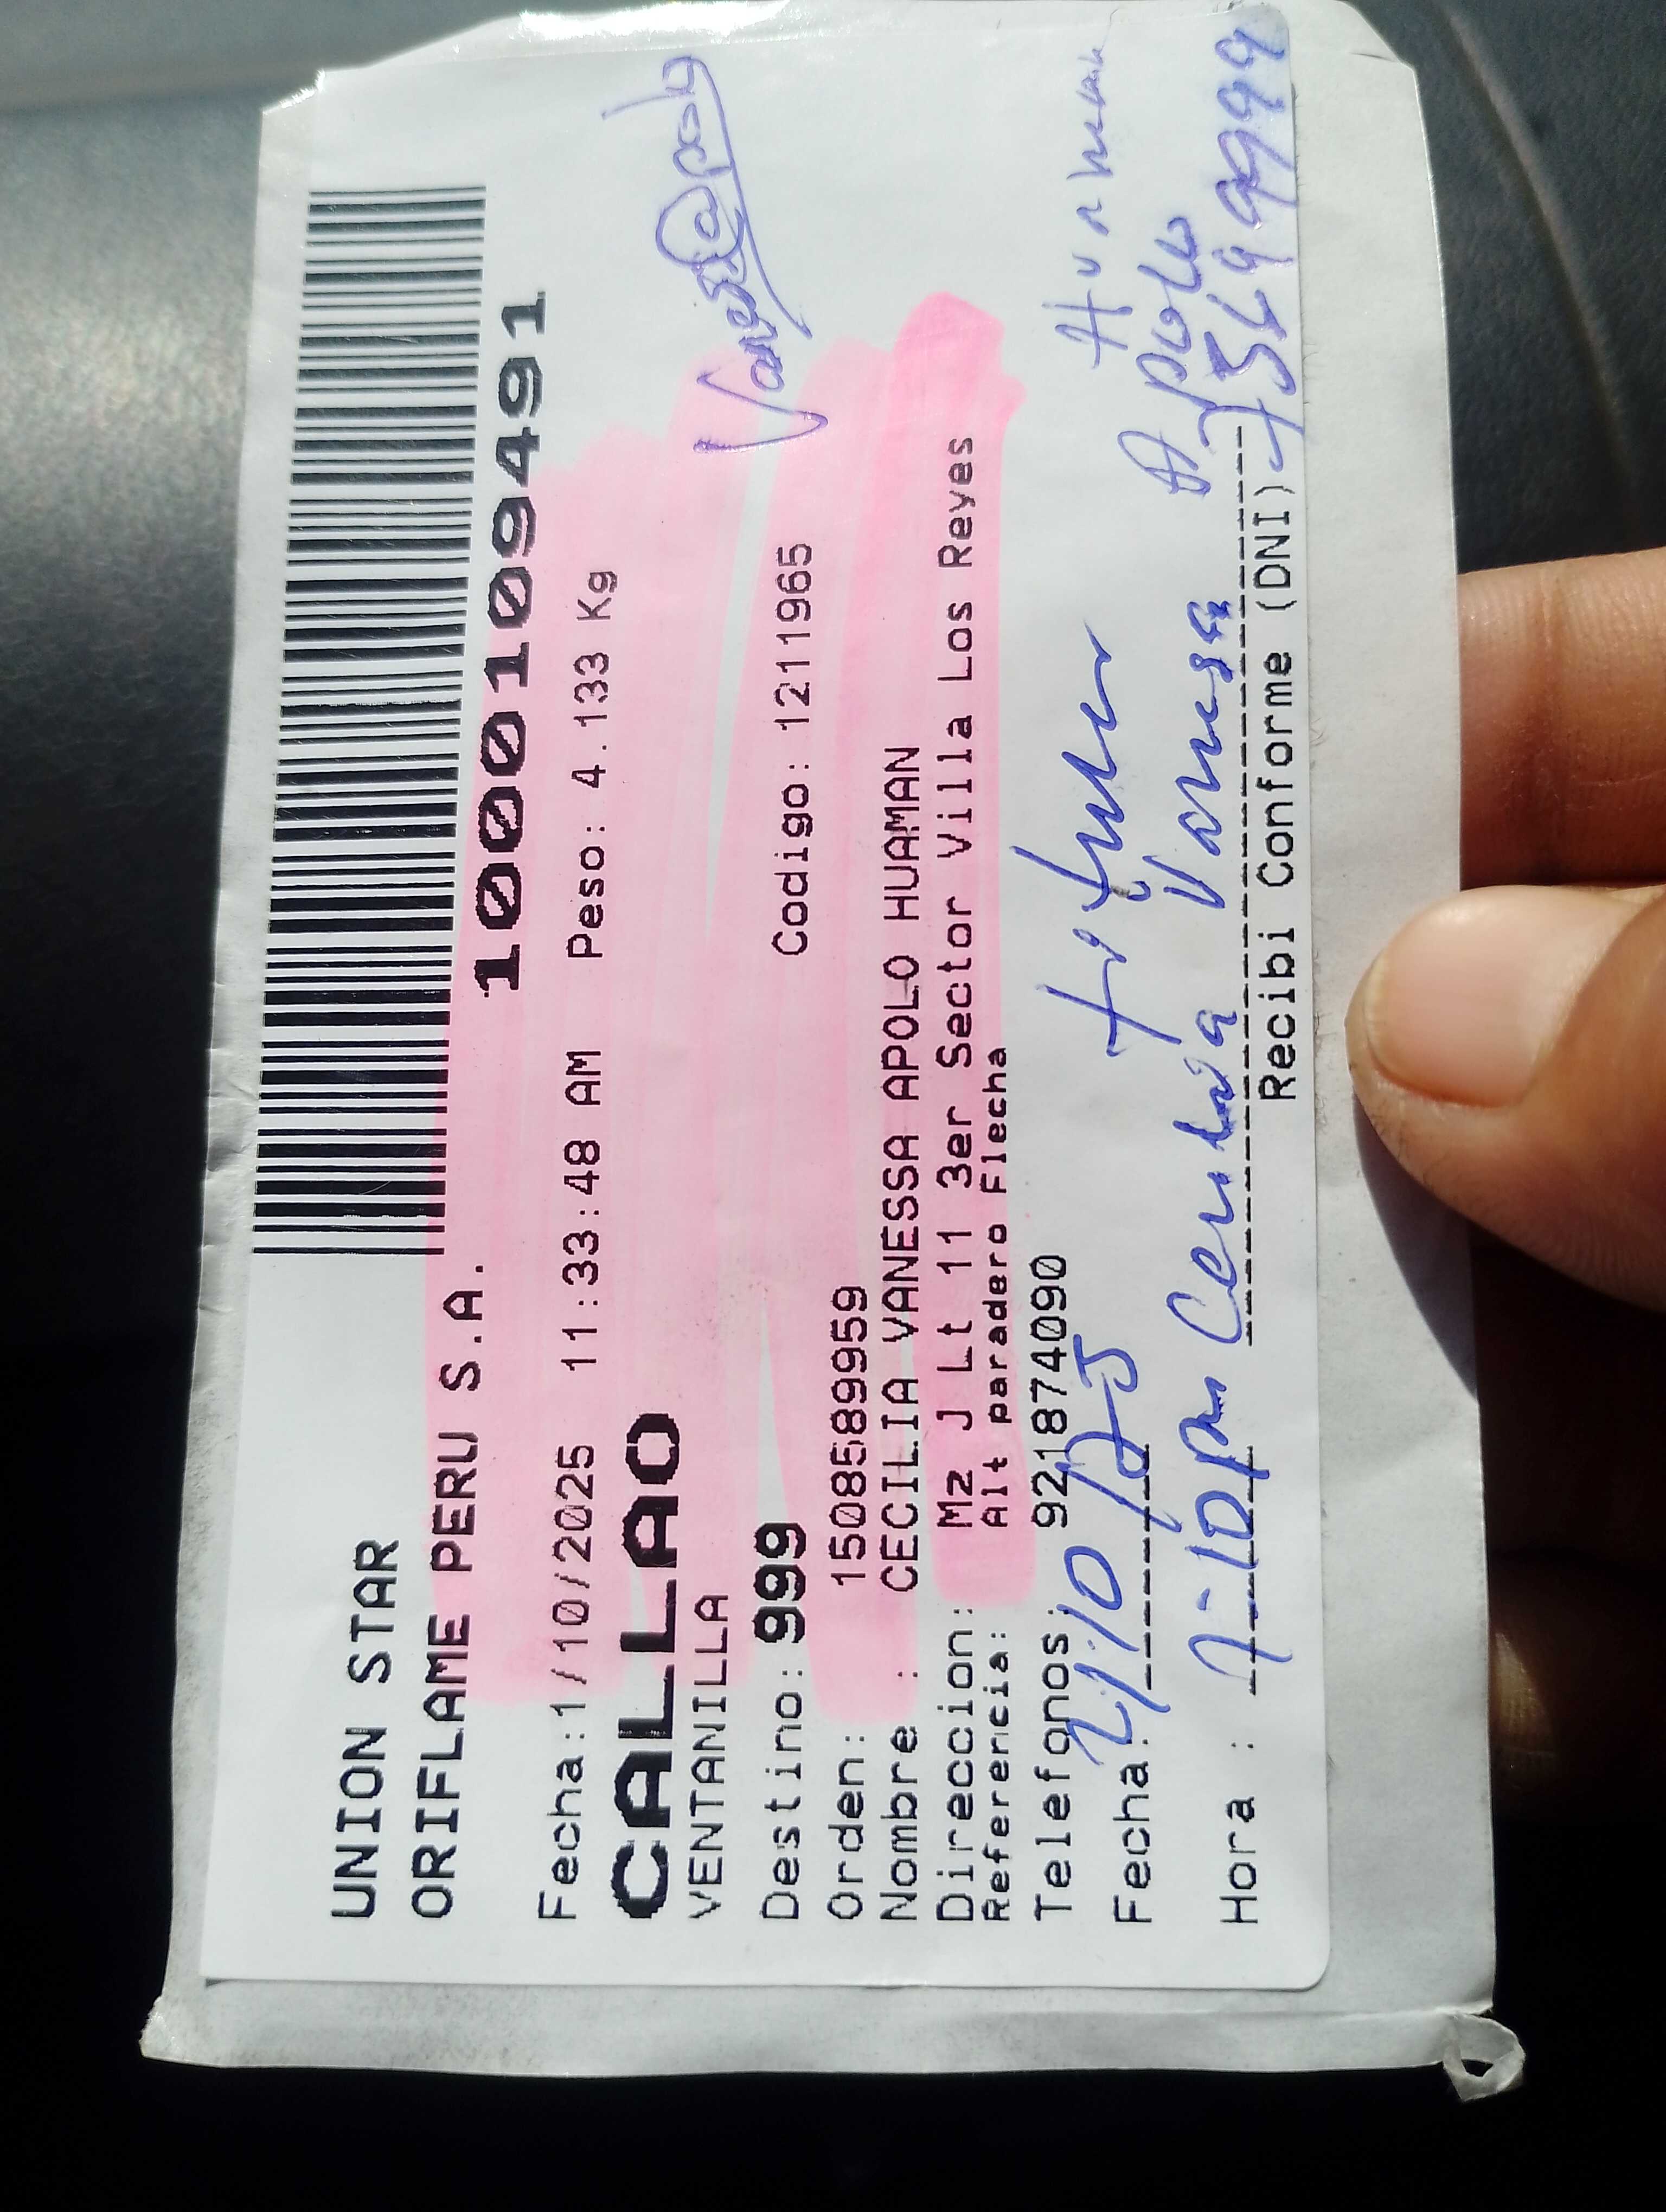 UNION STAR
ORIFLAME PERU S.A.
10001109491
Fecha:1/10/2025 11:33:48 AM Peso: 4.133 Kg
CALLAO
VENTANILLA
Destino: 999 Codigo: 1211965
Orden: 1508589959
Nombre : CECILIA VANESSA APOLO HUAMAN
Direccion: Mz J Lt 11 3er Sector Villa Los Reyes
Referencia: Alt paradero Flecha
Telefonos: 921874090
Fecha: 2/10/25 titular Huaman
Hora : 1:10pm Cecilia Vanesa Apolo
Recibi Conforme (DNI)